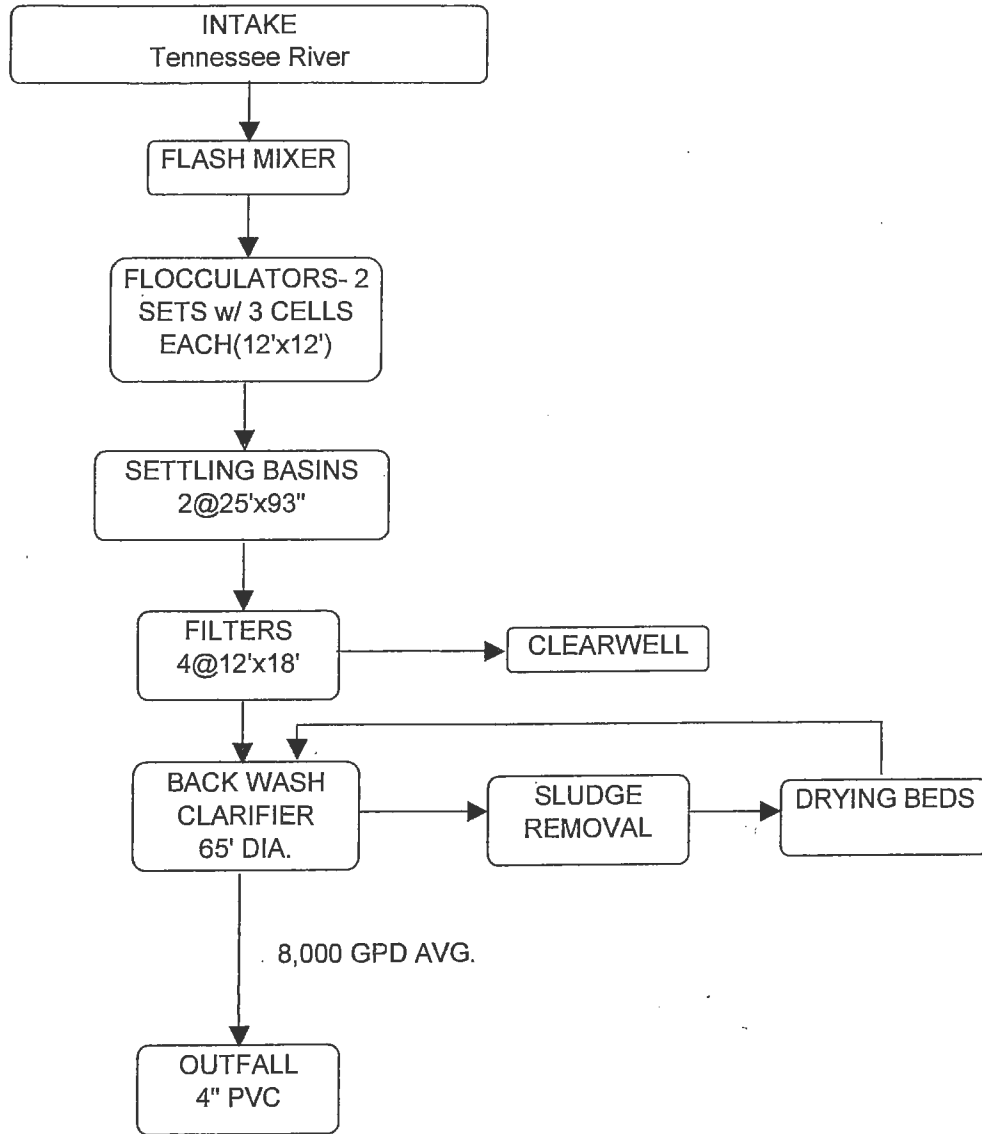 INTAKE
Tennessee River
FLASH MIXER
FLOCCULATORS- 2
SETS w/ 3 CELLS
EACH(12'x12')
SETTLING BASINS
2@25'x93"
FILTERS
4@12'x18'
CLEARWELL
BACK WASH
CLARIFIER
65' DIA.
SLUDGE
REMOVAL
DRYING BEDS
8,000 GPD AVG.
OUTFALL
4" PVC